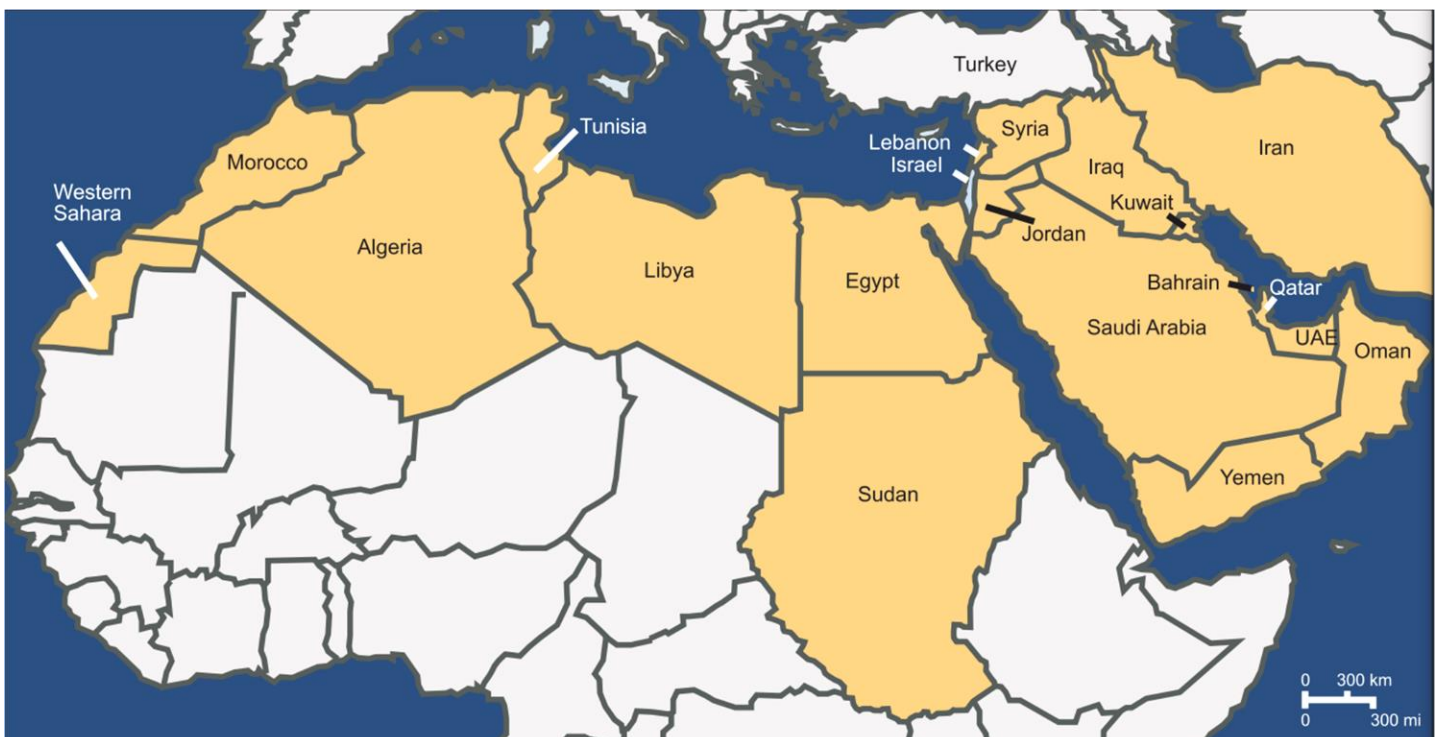 Turkey
Tunisia
Syria
Lebanon
Israel
Iran
Morocco
Iraq
Western
Sahara
Kuwait
Jordan
Algeria
Libya
Egypt
Bahrain
Qatar
Saudi Arabia
UAE
Oman
Yemen
Sudan
0 300 km
0 300 mi